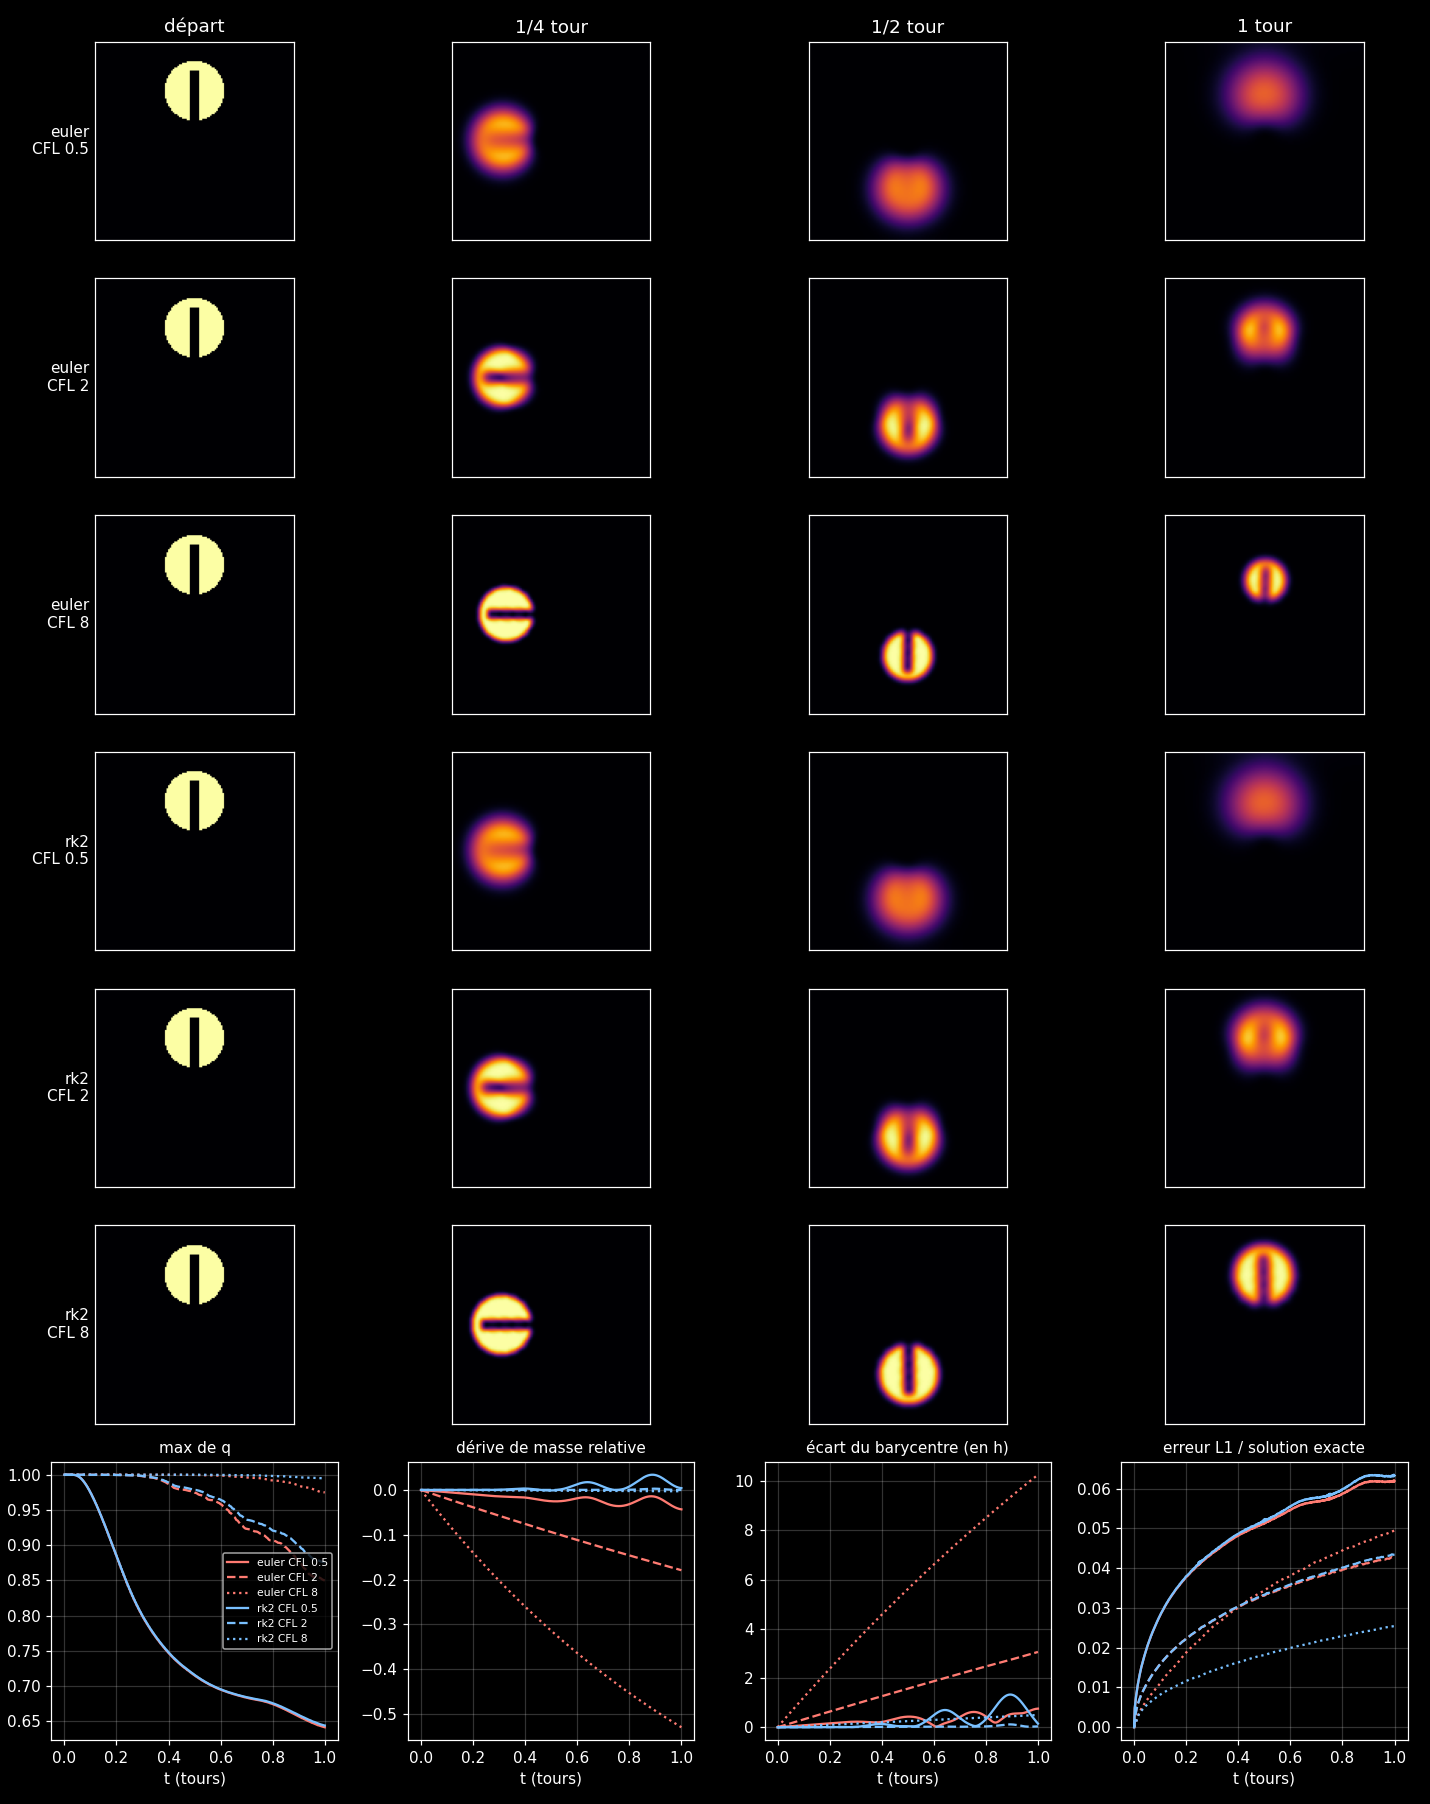 départ
1/4 tour
1/2 tour
1 tour
euler
CFL 0.5
euler
CFL 2
euler
CFL 8
rk2
CFL 0.5
rk2
CFL 2
rk2
CFL 8
max de q
1.00
0.95
0.90
0.85
0.80
0.75
0.70
0.65
euler CFL 0.5
euler CFL 2
euler CFL 8
rk2 CFL 0.5
rk2 CFL 2
rk2 CFL 8
0.0 0.2 0.4 0.6 0.8 1.0
t (tours)
dérive de masse relative
0.0
−0.1
−0.2
−0.3
−0.4
−0.5
0.0 0.2 0.4 0.6 0.8 1.0
t (tours)
écart du barycentre (en h)
10
8
6
4
2
0
0.0 0.2 0.4 0.6 0.8 1.0
t (tours)
erreur L1 / solution exacte
0.06
0.05
0.04
0.03
0.02
0.01
0.00
0.0 0.2 0.4 0.6 0.8 1.0
t (tours)